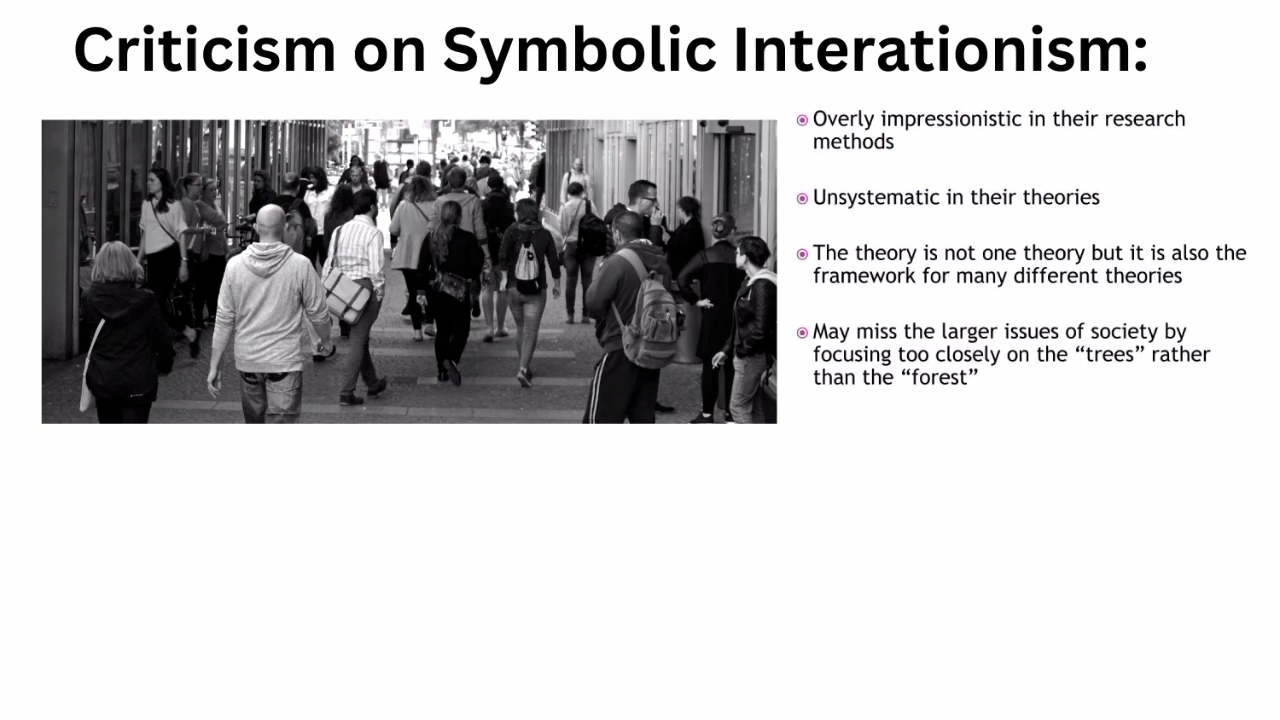 Criticism on Symbolic Interationism:
Overly impressionistic in their research
methods
Unsystematic in their theories
The theory is not one theory but it is also the
framework for many different theories
May miss the larger issues of society by
focusing too closely on the “trees” rather
than the “forest”